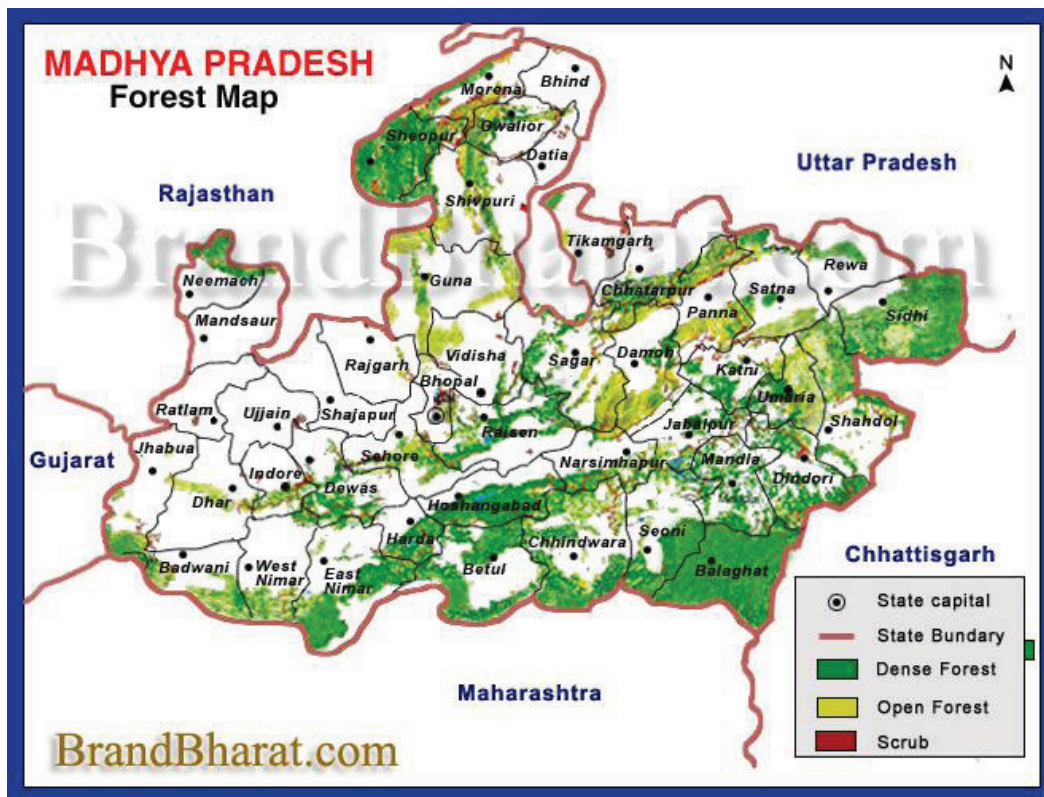 MADHYA PRADESH
Forest Map
N
Bhind
Morena
Gwalior
Sheopur
Datia
Uttar Pradesh
Rajasthan
Shivpuri
BrandBharat.com
Tikamgarh
Rewa
Neemach
Guna
Chhatarpur
Satna
Panna
Sidhi
Mandsaur
Rajgarh
Vidisha
Sagar
Damoh
Katni
Bhopal
Umaria
Ratlam
Ujjain
Shajapur
Raisen
Jabalpur
Shahdol
Jhabua
Gujarat
Sehore
Narsimhapur
Mandla
Indore
Dewas
Dindori
Dhar
Hoshangabad
Harda
Chhindwara
Seoni
Chhattisgarh
Badwani
West
Nimar
East
Nimar
Betul
Balaghat
State capital
State Bundary
Dense Forest
Open Forest
Scrub
Maharashtra
BrandBharat.com